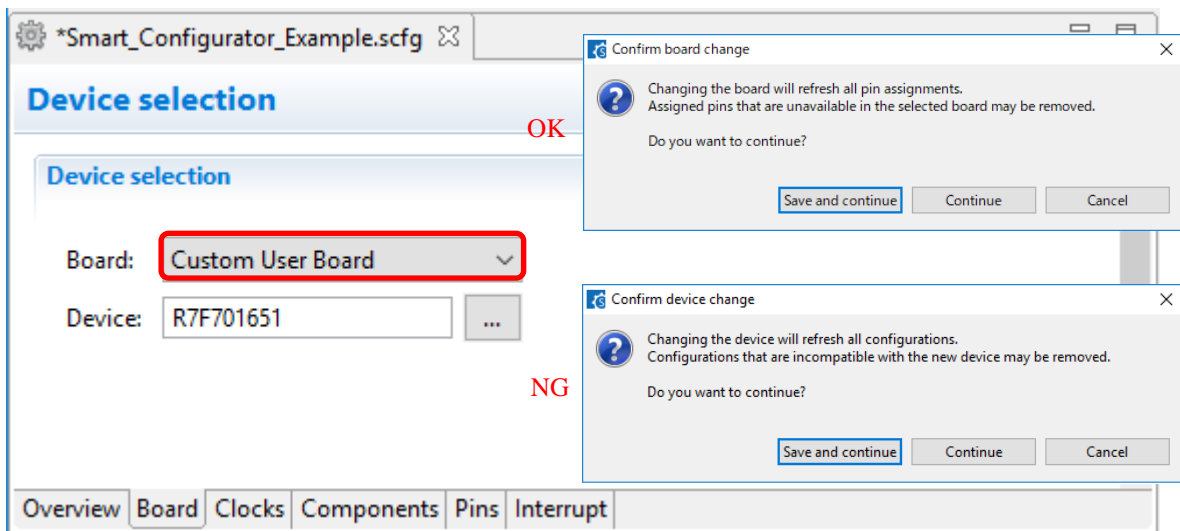 *Smart_Configurator_Example.scfg
Device selection
Device selection
Board: Custom User Board
Device: R7F701651 ...
OK
Confirm board change
Changing the board will refresh all pin assignments.
Assigned pins that are unavailable in the selected board may be removed.
Do you want to continue?
Save and continue Continue Cancel
NG
Confirm device change
Changing the device will refresh all configurations.
Configurations that are incompatible with the new device may be removed.
Do you want to continue?
Save and continue Continue Cancel
Overview Board Clocks Components Pins Interrupt